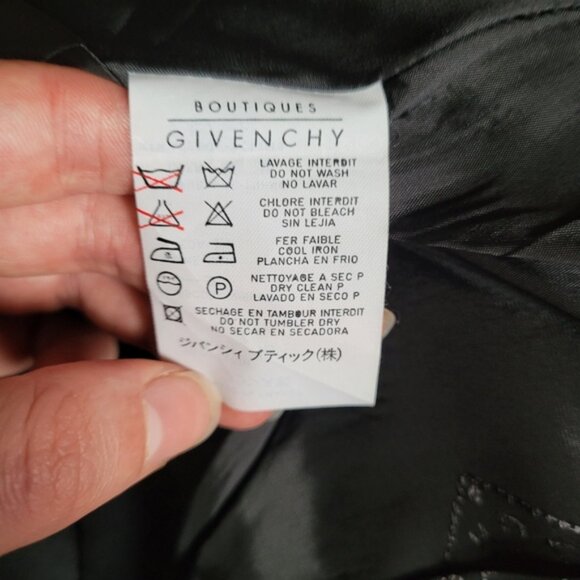 BOUTIQUES
GIVENCHY
LAVAGE INTERDIT
DO NOT WASH
NO LAVAR
CHLORE INTERDIT
DO NOT BLEACH
SIN LEJIA
FER FAIBLE
COOL IRON
PLANCHA EN FRIO
NETTOYAGE A SEC P
DRY CLEAN P
LAVADO EN SECO P
P
SECHAGE EN TAMBOUR INTERDIT
DO NOT TUMBLER DRY
NO SECAR EN SECADORA
ジバンシィ ブティック(株)